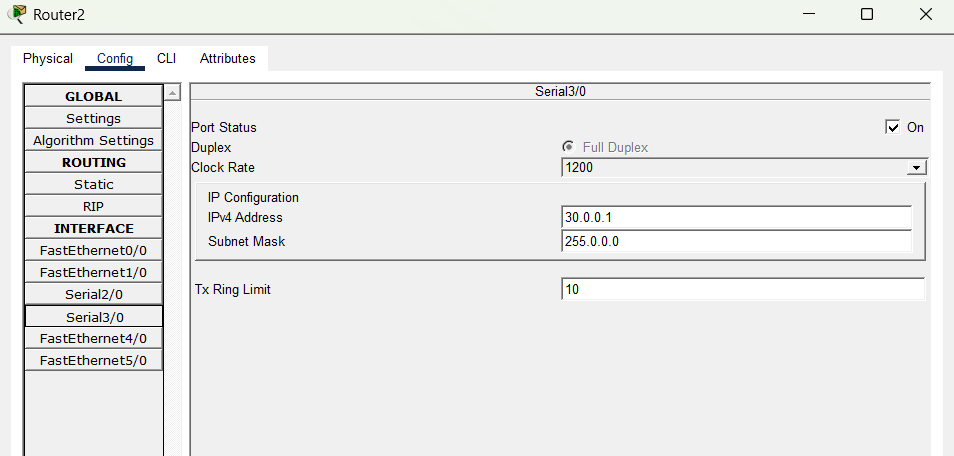 Router2
Physical Config CLI Attributes
GLOBAL
Settings
Algorithm Settings
ROUTING
Static
RIP
INTERFACE
FastEthernet0/0
FastEthernet1/0
Serial2/0
Serial3/0
FastEthernet4/0
FastEthernet5/0
Serial3/0
Port Status On
Duplex Full Duplex
Clock Rate 1200
IP Configuration
IPv4 Address 30.0.0.1
Subnet Mask 255.0.0.0
Tx Ring Limit 10